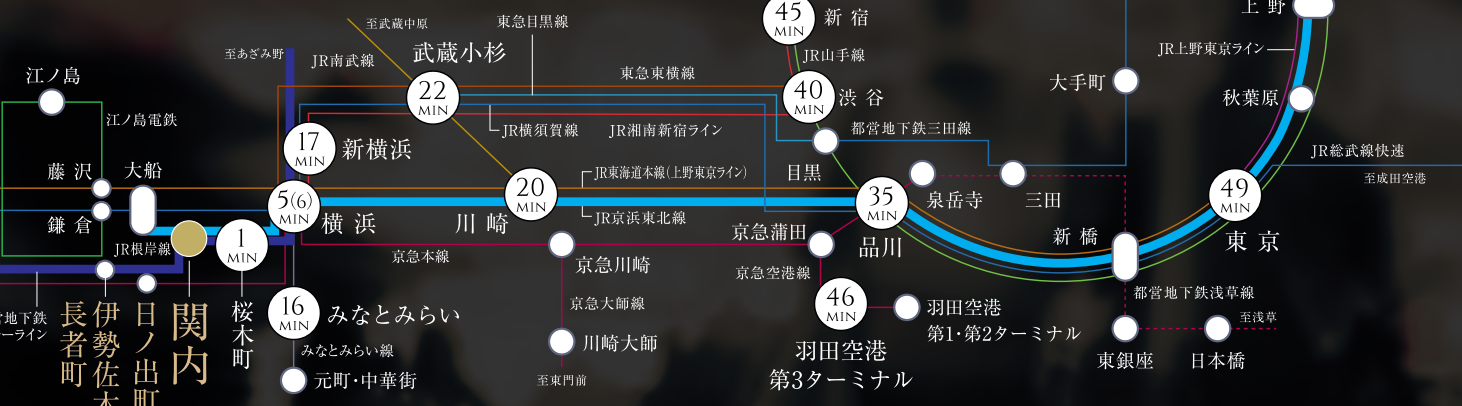 45
MIN
新宿
上野
至武蔵中原
東急目黒線
JR上野東京ライン
至あざみ野
JR南武線
武蔵小杉
JR山手線
江ノ島
東急東横線
大手町
22
MIN
40
MIN
渋谷
秋葉原
江ノ島電鉄
JR横須賀線
JR湘南新宿ライン
都営地下鉄三田線
17
MIN
新横浜
JR総武線快速
藤沢
大船
JR東海道本線(上野東京ライン)
目黒
至成田空港
20
MIN
35
MIN
泉岳寺
三田
49
MIN
5(6)
MIN
横浜
川崎
JR京浜東北線
鎌倉
JR根岸線
1
MIN
京急蒲田
品川
新橋
東京
京急本線
京急川崎
京急空港線
46
MIN
羽田空港
第1・第2ターミナル
都営地下鉄浅草線
至浅草
地下鉄
ーライン
伊勢佐木
長者町
日ノ出町
関内
桜木町
16
MIN
みなとみらい
京急大師線
みなとみらい線
川崎大師
羽田空港
第3ターミナル
東銀座
日本橋
元町・中華街
至東門前